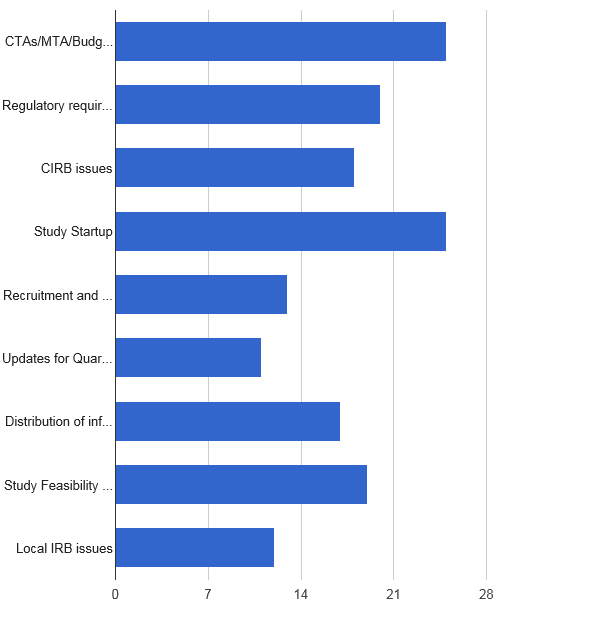 CTAs/MTA/Budg...
Regulatory requir...
CIRB issues
Study Startup
Recruitment and ...
Updates for Quar...
Distribution of inf...
Study Feasibility ...
Local IRB issues
0 7 14 21 28